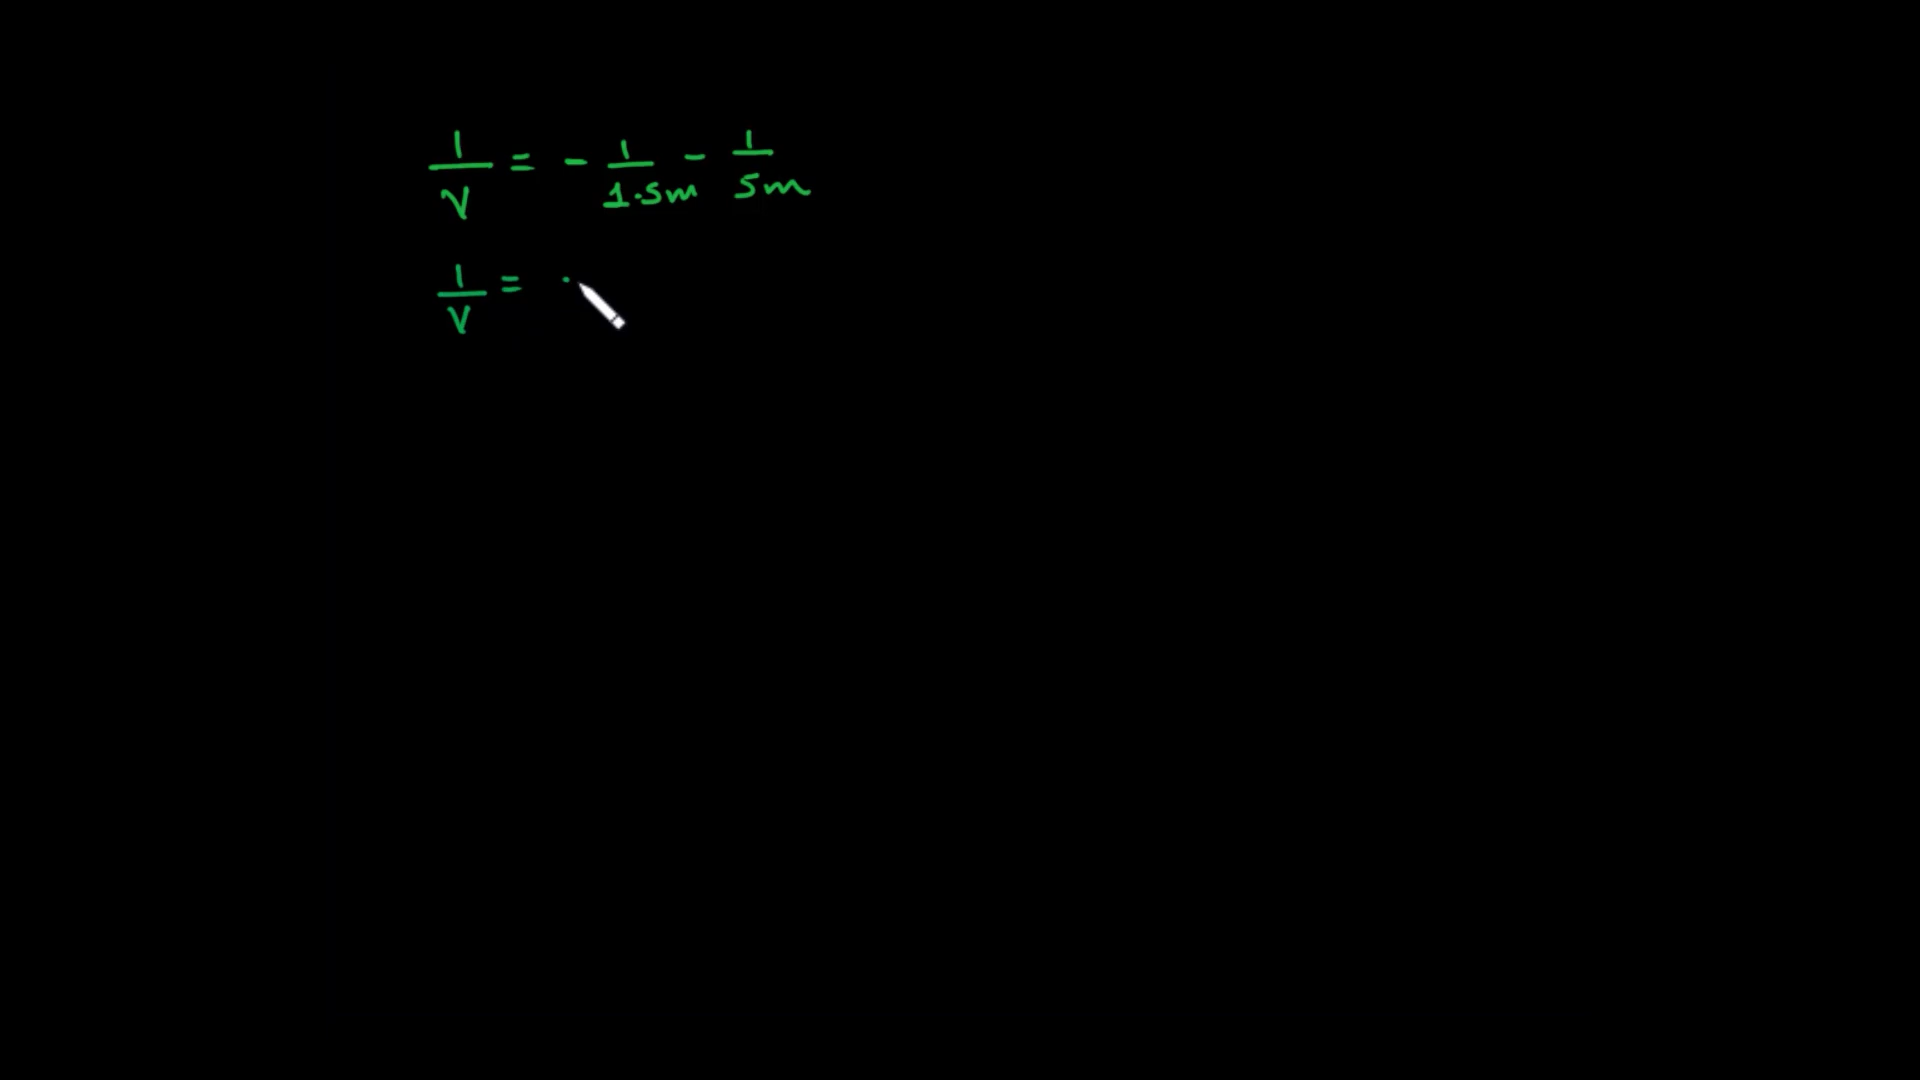 1/V = - 1/1.5m - 1/5m
1/V = -